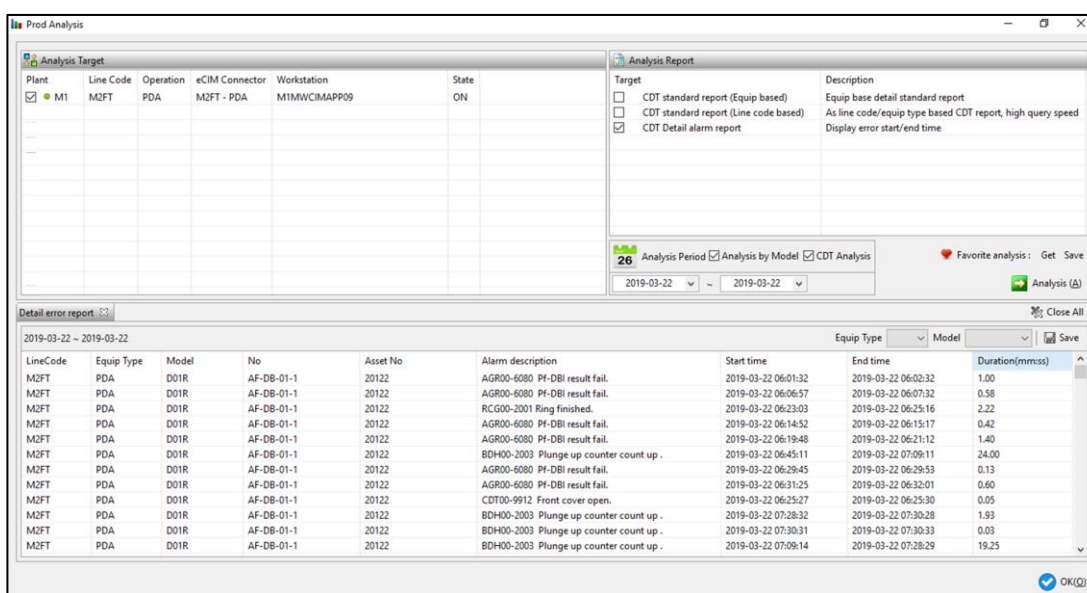 Prod Analysis
Analysis Target
Plant Line Code Operation eCIM Connector Workstation State
M1 M2FT PDA M2FT - PDA M1MWCIMAPP09 ON
Analysis Report
Target Description
CDT standard report (Equip based) Equip base detail standard report
CDT standard report (Line code based) As line code/equip type based CDT report, high query speed
CDT Detail alarm report Display error start/end time
26 Analysis Period Analysis by Model CDT Analysis
2019-03-22 ~ 2019-03-22
Favorite analysis : Get Save
Analysis (A)
Detail error report Close All
2019-03-22 ~ 2019-03-22 Equip Type Model Save
LineCode Equip Type Model No Asset No Alarm description Start time End time Duration(mm:ss)
M2FT PDA D01R AF-DB-01-1 20122 AGR00-6080 Pf-DBI result fail. 2019-03-22 06:01:32 2019-03-22 06:02:32 1.00
M2FT PDA D01R AF-DB-01-1 20122 AGR00-6080 Pf-DBI result fail. 2019-03-22 06:06:57 2019-03-22 06:07:32 0.58
M2FT PDA D01R AF-DB-01-1 20122 RCG00-2001 Ring finished. 2019-03-22 06:23:03 2019-03-22 06:25:16 2.22
M2FT PDA D01R AF-DB-01-1 20122 AGR00-6080 Pf-DBI result fail. 2019-03-22 06:14:52 2019-03-22 06:15:17 0.42
M2FT PDA D01R AF-DB-01-1 20122 AGR00-6080 Pf-DBI result fail. 2019-03-22 06:19:48 2019-03-22 06:21:12 1.40
M2FT PDA D01R AF-DB-01-1 20122 BDH00-2003 Plunge up counter count up . 2019-03-22 06:45:11 2019-03-22 07:09:11 24.00
M2FT PDA D01R AF-DB-01-1 20122 AGR00-6080 Pf-DBI result fail. 2019-03-22 06:29:45 2019-03-22 06:29:53 0.13
M2FT PDA D01R AF-DB-01-1 20122 AGR00-6080 Pf-DBI result fail. 2019-03-22 06:31:25 2019-03-22 06:32:01 0.60
M2FT PDA D01R AF-DB-01-1 20122 CDT00-9912 Front cover open. 2019-03-22 06:25:27 2019-03-22 06:25:30 0.05
M2FT PDA D01R AF-DB-01-1 20122 BDH00-2003 Plunge up counter count up . 2019-03-22 07:28:32 2019-03-22 07:30:28 1.93
M2FT PDA D01R AF-DB-01-1 20122 BDH00-2003 Plunge up counter count up . 2019-03-22 07:30:31 2019-03-22 07:30:33 0.03
M2FT PDA D01R AF-DB-01-1 20122 BDH00-2003 Plunge up counter count up . 2019-03-22 07:09:14 2019-03-22 07:28:29 19.25
OK(O)